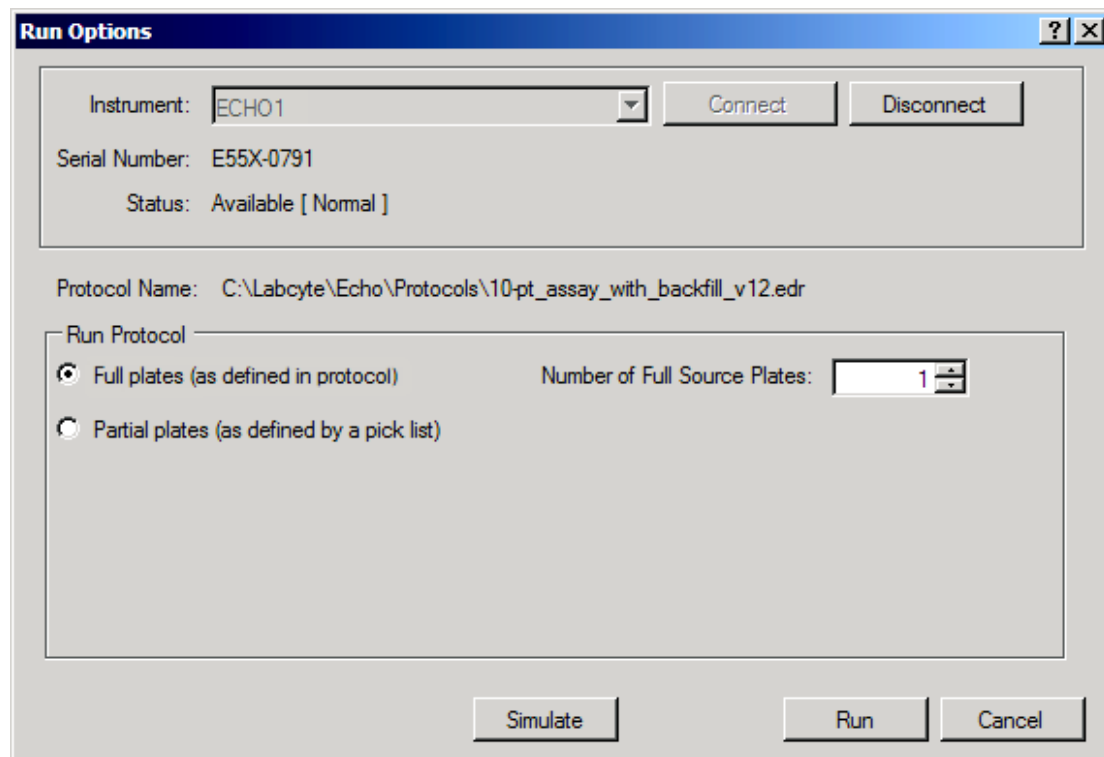 Run Options
Instrument: ECHO1 Connect Disconnect
Serial Number: E55X-0791
Status: Available [ Normal ]
Protocol Name: C:\Labcyte\Echo\Protocols\10-pt_assay_with_backfill_v12.edr
Run Protocol
Full plates (as defined in protocol) Number of Full Source Plates: 1
Partial plates (as defined by a pick list)
Simulate Run Cancel